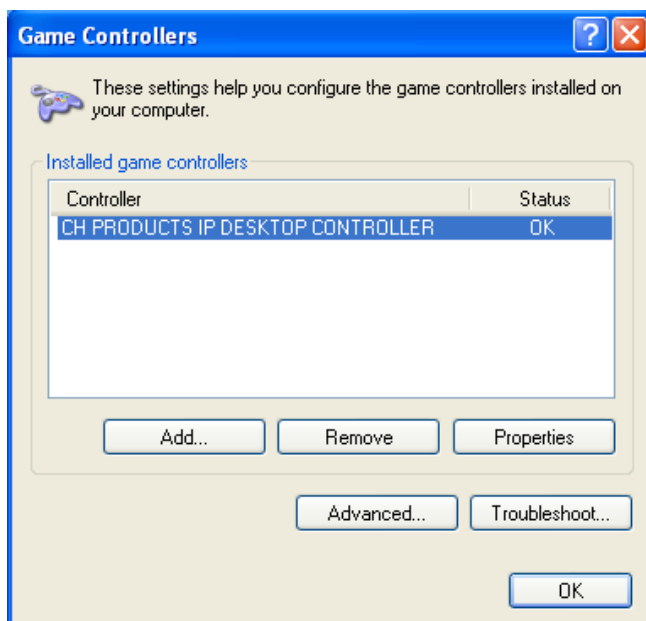 Game Controllers
These settings help you configure the game controllers installed on
your computer.
Installed game controllers
Controller Status
CH PRODUCTS IP DESKTOP CONTROLLER OK
Add... Remove Properties
Advanced... Troubleshoot...
OK